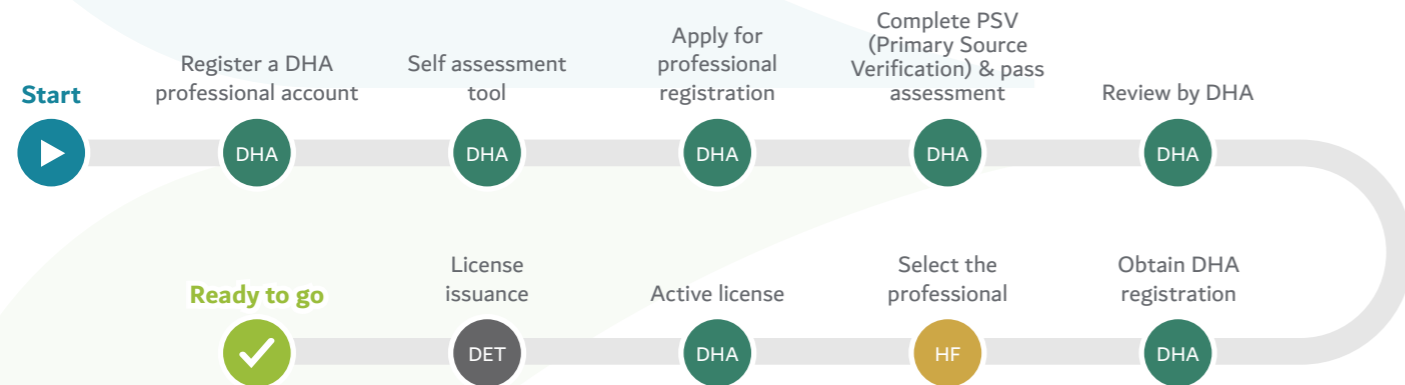 Start
Register a DHA
professional account
DHA
Self assessment
tool
DHA
Apply for
professional
registration
DHA
Complete PSV
(Primary Source
Verification) & pass
assessment
DHA
Review by DHA
DHA
Obtain DHA
registration
DHA
Select the
professional
HF
Active license
DHA
License
issuance
DET
Ready to go